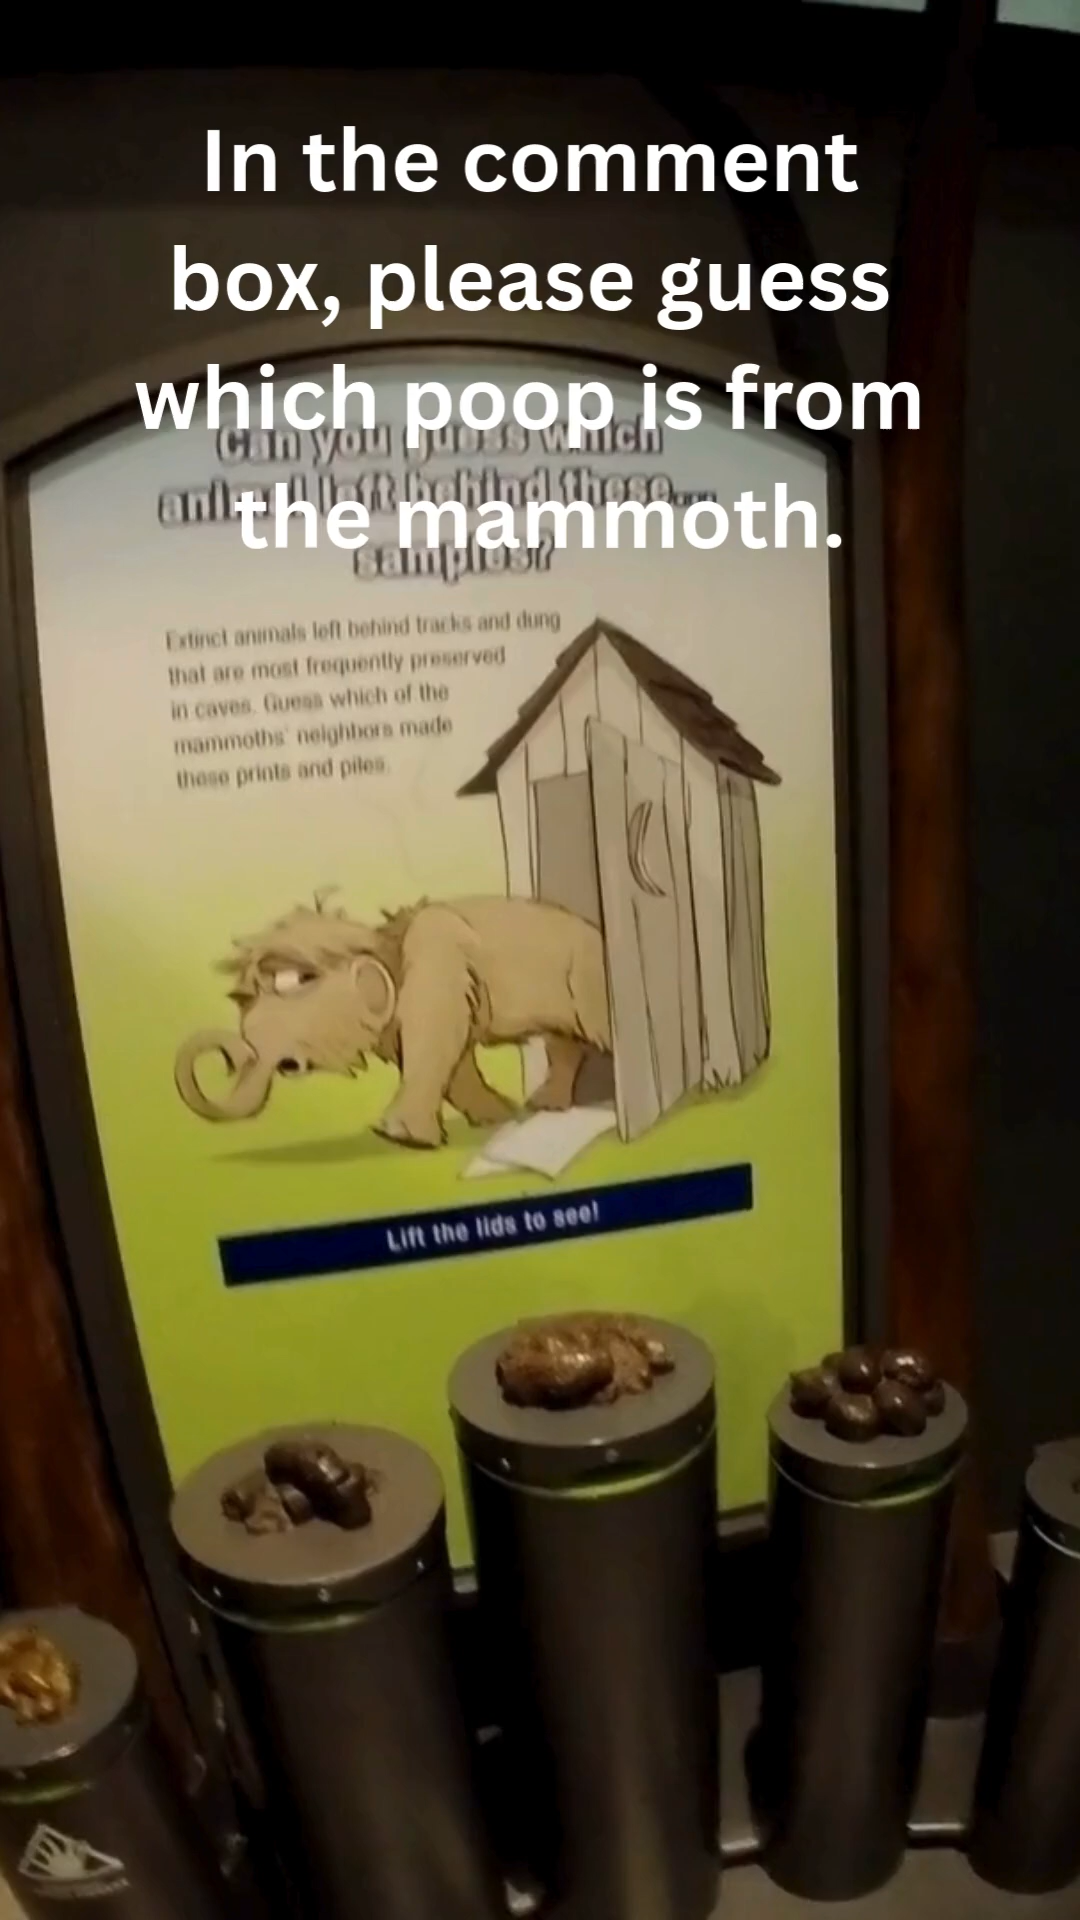 In the comment
box, please guess
which poop is from
the mammoth.
Can you guess which
animal left behind these...
samples?
Extinct animals left behind tracks and dung
that are most frequently preserved
in caves. Guess which of the
mammoths' neighbors made
these prints and piles.
Lift the lids to see!